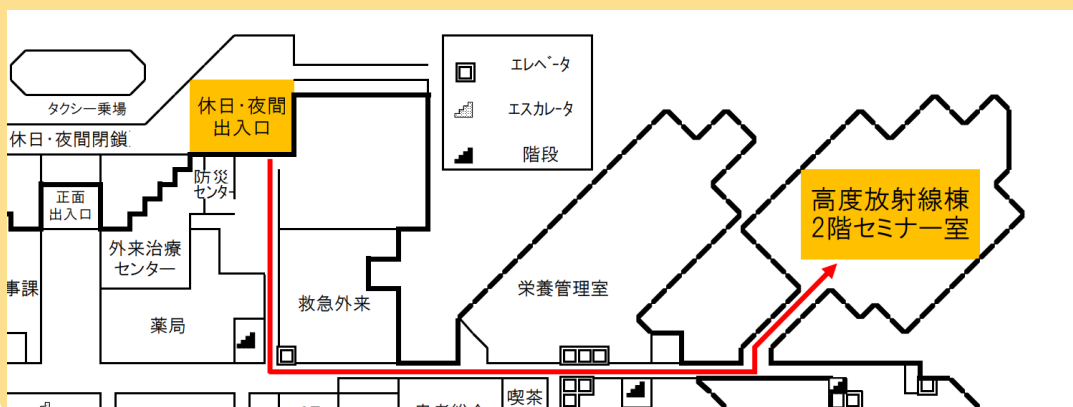 エレベータ
タクシー乗場
休日・夜間
出入口
エスカレータ
休日・夜間閉鎖
階段
防災
センター
正面
出入口
高度放射線棟
2階セミナー室
外来治療
センター
事課
栄養管理室
救急外来
薬局
喫茶